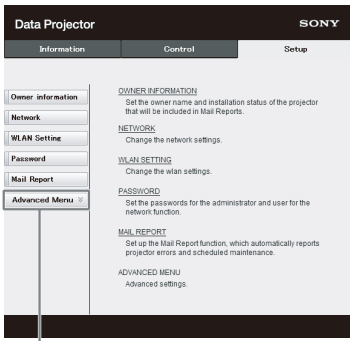 Data Projector
SONY
Information
Control
Setup
Owner information
Network
WLAN Setting
Password
Mail Report
Advanced Menu
OWNER INFORMATION
Set the owner name and installation status of the projector
that will be included in Mail Reports.
NETWORK
Change the network settings.
WLAN SETTING
Change the wlan settings.
PASSWORD
Set the passwords for the administrator and user for the
network function.
MAIL REPORT
Set up the Mail Report function, which automatically reports
projector errors and scheduled maintenance.
ADVANCED MENU
Advanced settings.